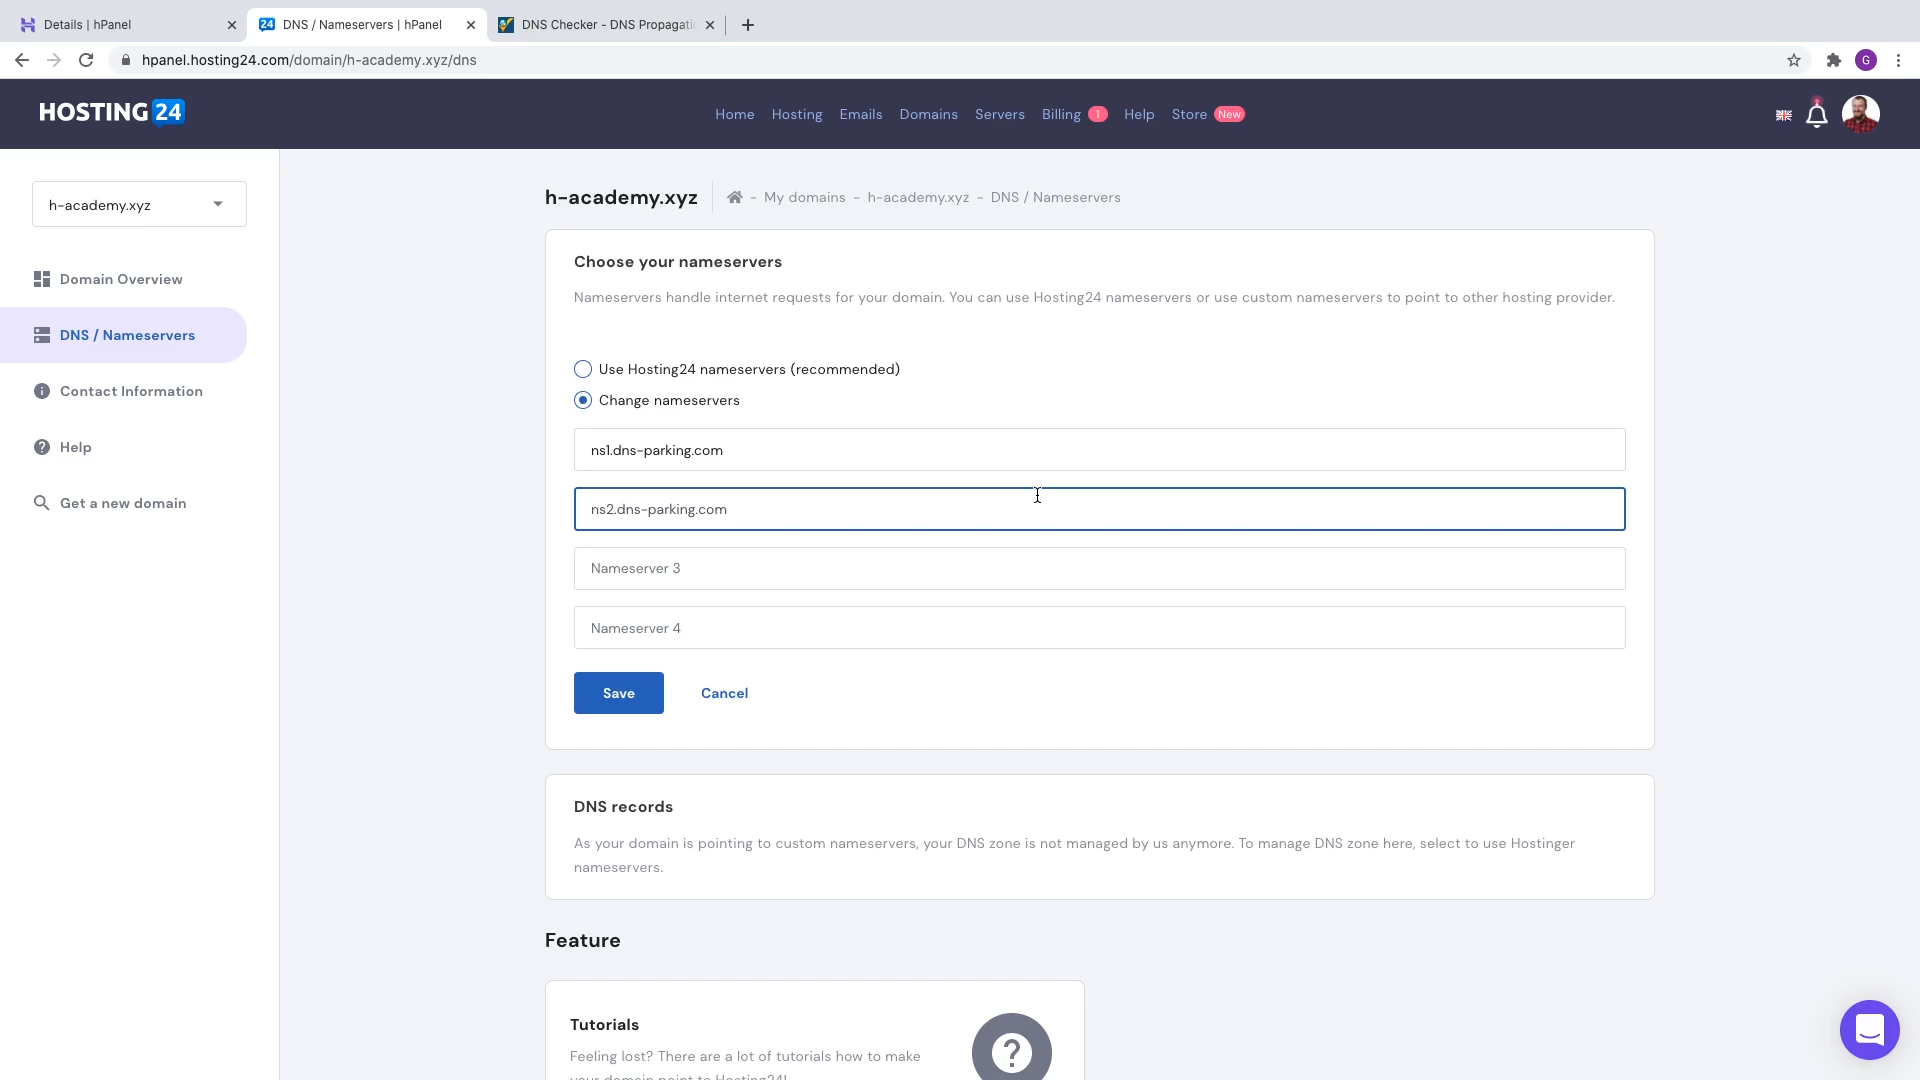 Details | hPanel
24 DNS / Nameservers | hPanel
DNS Checker - DNS Propagati
hpanel.hosting24.com/domain/h-academy.xyz/dns
G
HOSTING 24
Home Hosting Emails Domains Servers Billing 1 Help Store New
h-academy.xyz
Domain Overview
DNS / Nameservers
Contact Information
Help
Get a new domain
h-academy.xyz - My domains - h-academy.xyz - DNS / Nameservers
Choose your nameservers
Nameservers handle internet requests for your domain. You can use Hosting24 nameservers or use custom nameservers to point to other hosting provider.
Use Hosting24 nameservers (recommended)
Change nameservers
ns1.dns-parking.com
ns2.dns-parking.com
Nameserver 3
Nameserver 4
Save Cancel
DNS records
As your domain is pointing to custom nameservers, your DNS zone is not managed by us anymore. To manage DNS zone here, select to use Hostinger
nameservers.
Feature
Tutorials
Feeling lost? There are a lot of tutorials how to make
your domain point to Hosting24!
?